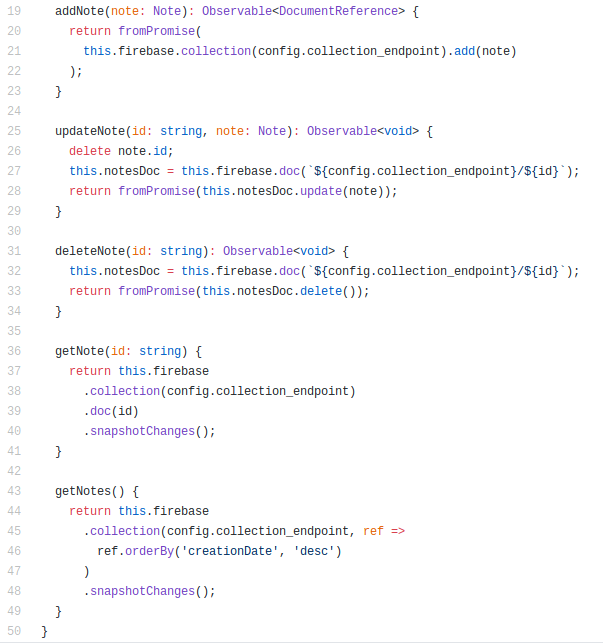 19 addNote(note: Note): Observable<DocumentReference> {
20 return fromPromise(
21 this.firebase.collection(config.collection_endpoint).add(note)
22 );
23 }
24
25 updateNote(id: string, note: Note): Observable<void> {
26 delete note.id;
27 this.notesDoc = this.firebase.doc(`${config.collection_endpoint}/${id}`);
28 return fromPromise(this.notesDoc.update(note));
29 }
30
31 deleteNote(id: string): Observable<void> {
32 this.notesDoc = this.firebase.doc(`${config.collection_endpoint}/${id}`);
33 return fromPromise(this.notesDoc.delete());
34 }
35
36 getNote(id: string) {
37 return this.firebase
38 .collection(config.collection_endpoint)
39 .doc(id)
40 .snapshotChanges();
41 }
42
43 getNotes() {
44 return this.firebase
45 .collection(config.collection_endpoint, ref =>
46 ref.orderBy('creationDate', 'desc')
47 )
48 .snapshotChanges();
49 }
50 }